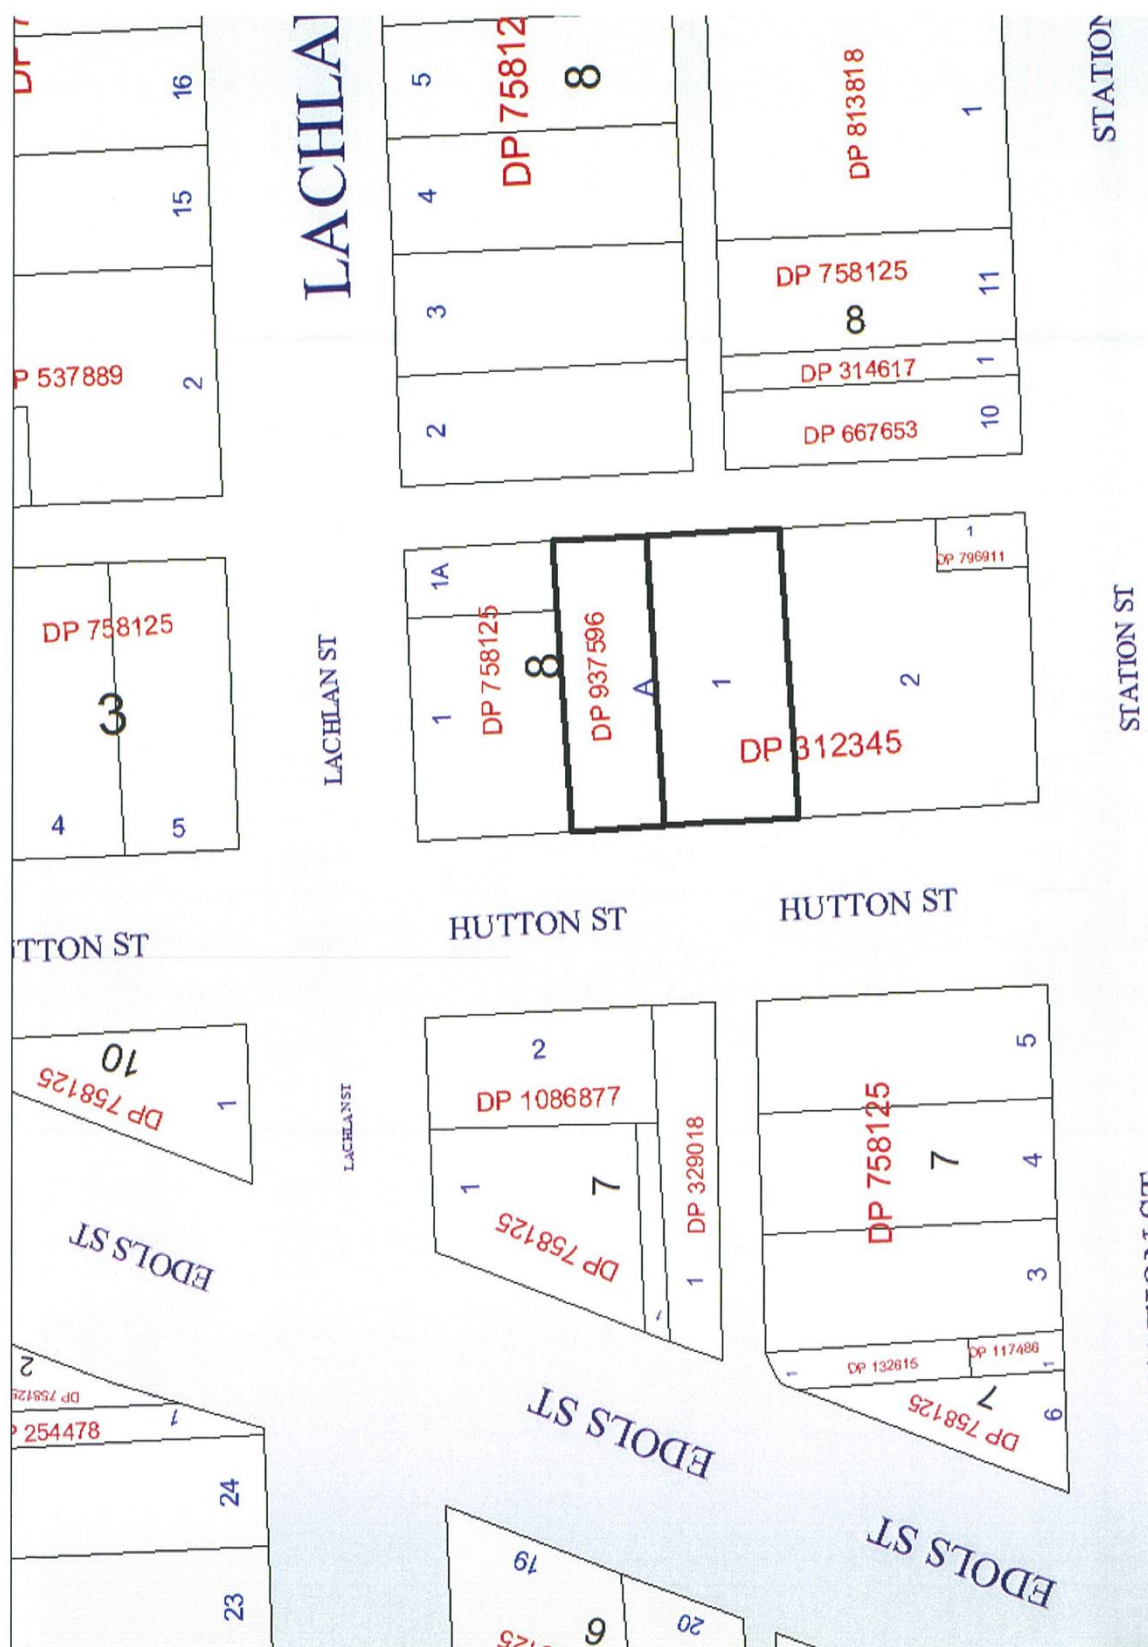 16
15
DP 537889
2
LACHLA
5
DP 75812
8
4
3
2
DP 813818
1
DP 758125
11
8
DP 314617
1
DP 667653
10
STATION
DP 758125
3
4
5
LACHLAN ST
1A
1
DP 758125
8
DP 937596
A
1
2
DP 312345
1
DP 796911
STATION ST
TTON ST
HUTTON ST
HUTTON ST
10
DP 758125
1
LACHLAN ST
2
DP 1086877
1
7
DP 758125
1
DP 329018
1
5
DP 758125
7
4
3
DP 132615
1
DP 117486
1
7
DP 758125
6
EDOLS ST
EDOLS ST
EDOLS ST
2
DP 758125
1
254478
24
23
19
20
9